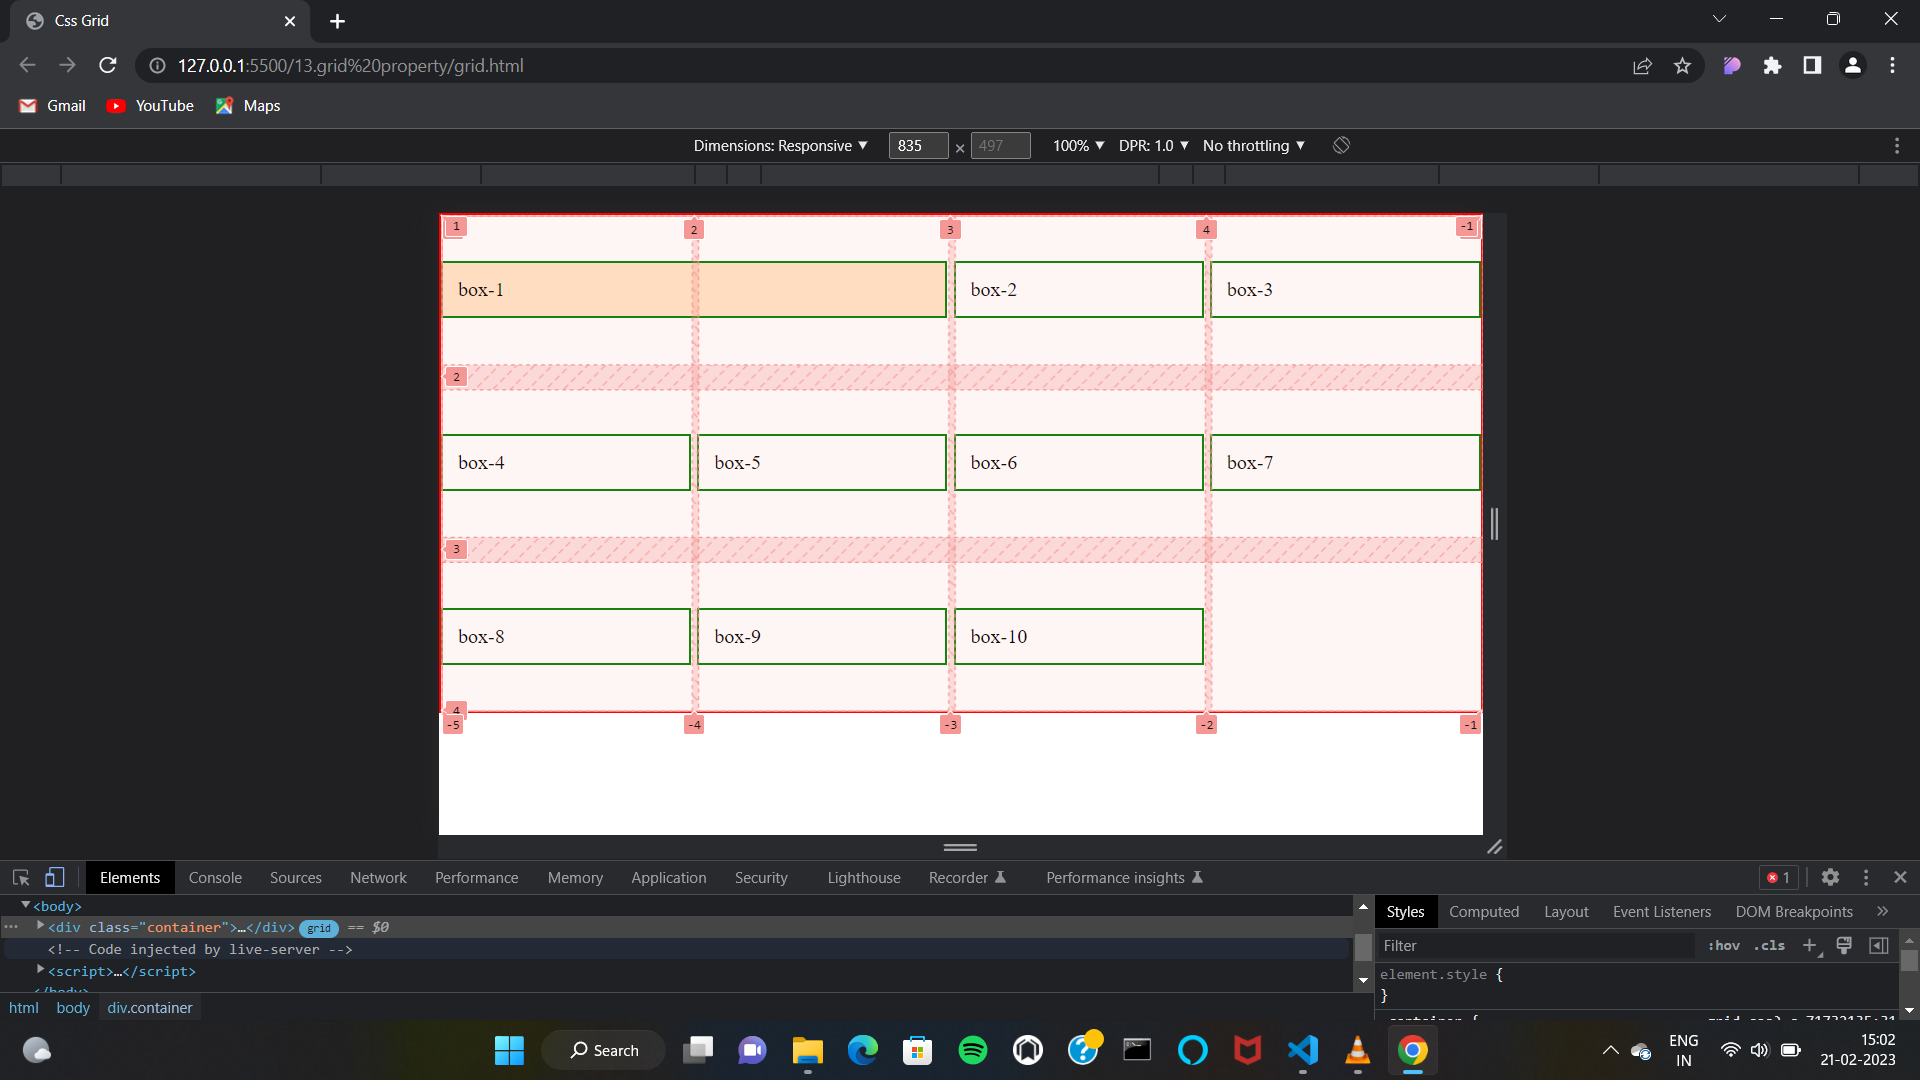 Css Grid
127.0.0.1:5500/13.grid%20property/grid.html
Gmail YouTube Maps
Dimensions: Responsive ▼ 835 × 497 100% ▼ DPR: 1.0 ▼ No throttling ▼
1 2 3 4 -1
box-1 box-2 box-3
2
box-4 box-5 box-6 box-7
3
box-8 box-9 box-10
4
-5 -4 -3 -2 -1
Elements Console Sources Network Performance Memory Application Security Lighthouse Recorder Performance insights 1
<body>
<div class="container">…</div> grid == $0
<!-- Code injected by live-server -->
<script>…</script>
</body>
html body div.container
Styles Computed Layout Event Listeners DOM Breakpoints »
Filter :hov .cls +
element.style {
}
.container {
Search
ENG
IN
15:02
21-02-2023